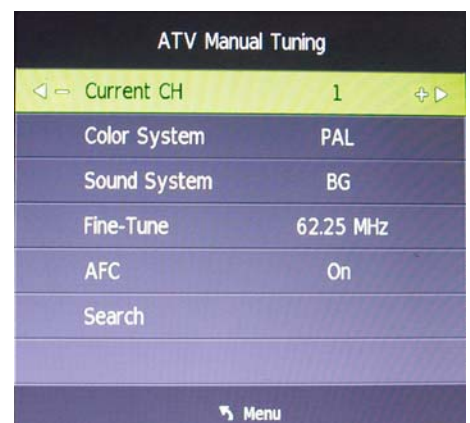 ATV Manual Tuning
Current CH 1
Color System PAL
Sound System BG
Fine-Tune 62.25 MHz
AFC On
Search
Menu